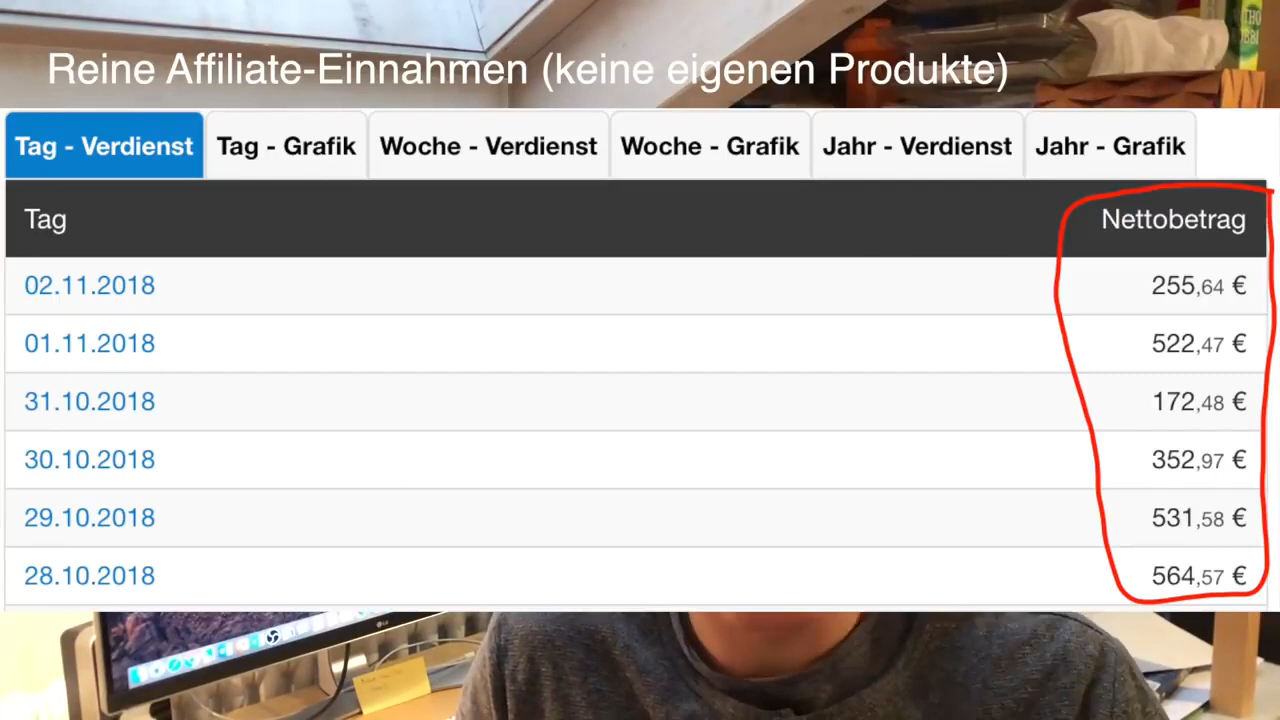 Reine Affiliate-Einnahmen (keine eigenen Produkte)
Tag - Verdienst Tag - Grafik Woche - Verdienst Woche - Grafik Jahr - Verdienst Jahr - Grafik
Tag Nettobetrag
02.11.2018 255,64 €
01.11.2018 522,47 €
31.10.2018 172,48 €
30.10.2018 352,97 €
29.10.2018 531,58 €
28.10.2018 564,57 €
LG